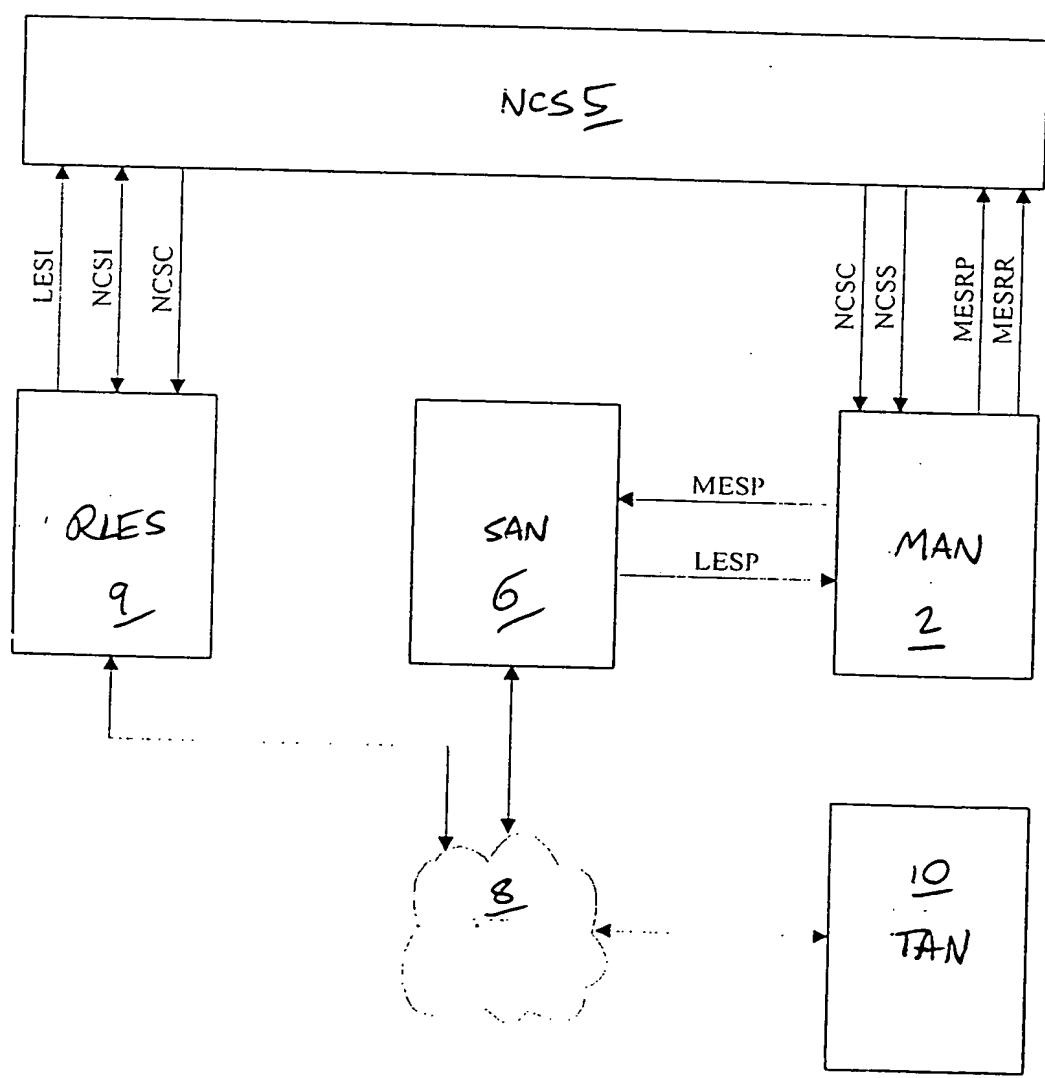 NCS 5
LESI
NCSI
NCSC
NCSC
NCSS
MESRP
MESRR
RLES
9
SAN
6
MESP
LESP
MAN
2
8
10
TAN